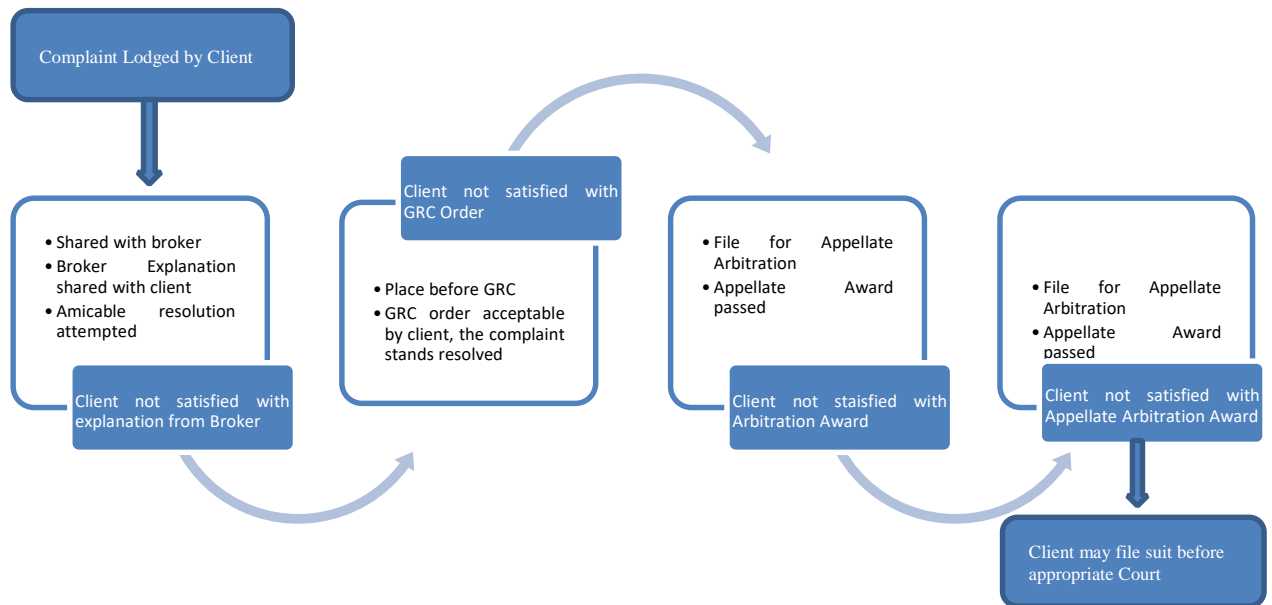 Complaint Lodged by Client
• Shared with broker
• Broker Explanation
shared with client
• Amicable resolution
attempted
Client not satisfied with
explanation from Broker
Client not satisfied with
GRC Order
• Place before GRC
• GRC order acceptable
by client, the complaint
stands resolved
• File for Appellate
Arbitration
• Appellate Award
passed
Client not staisfied with
Arbitration Award
• File for Appellate
Arbitration
• Appellate Award
passed
Client not satisfied with
Appellate Arbitration Award
Client may file suit before
appropriate Court